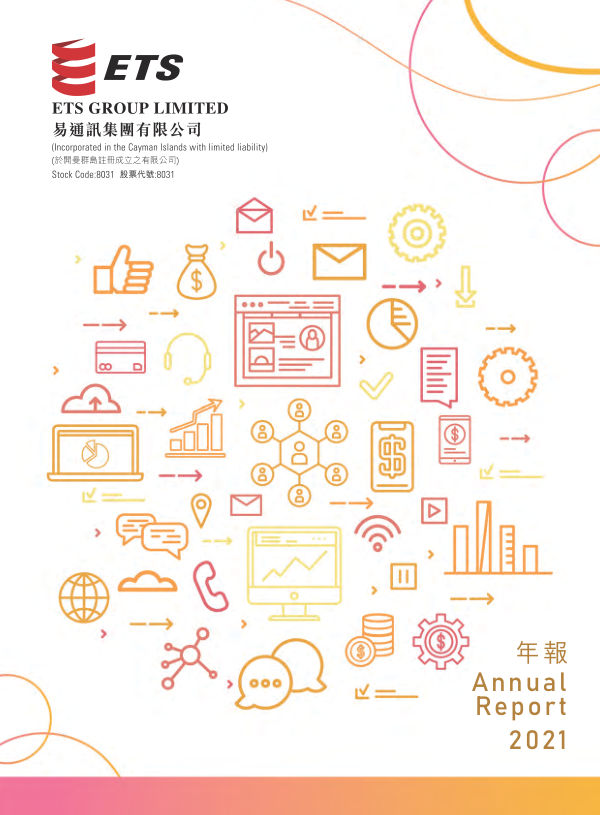 ETS
ETS GROUP LIMITED
易通訊集團有限公司
(Incorporated in the Cayman Islands with limited liability)
(於開曼群島註冊成立之有限公司)
Stock Code:8031 股票代號:8031
年報
Annual
Report
2021